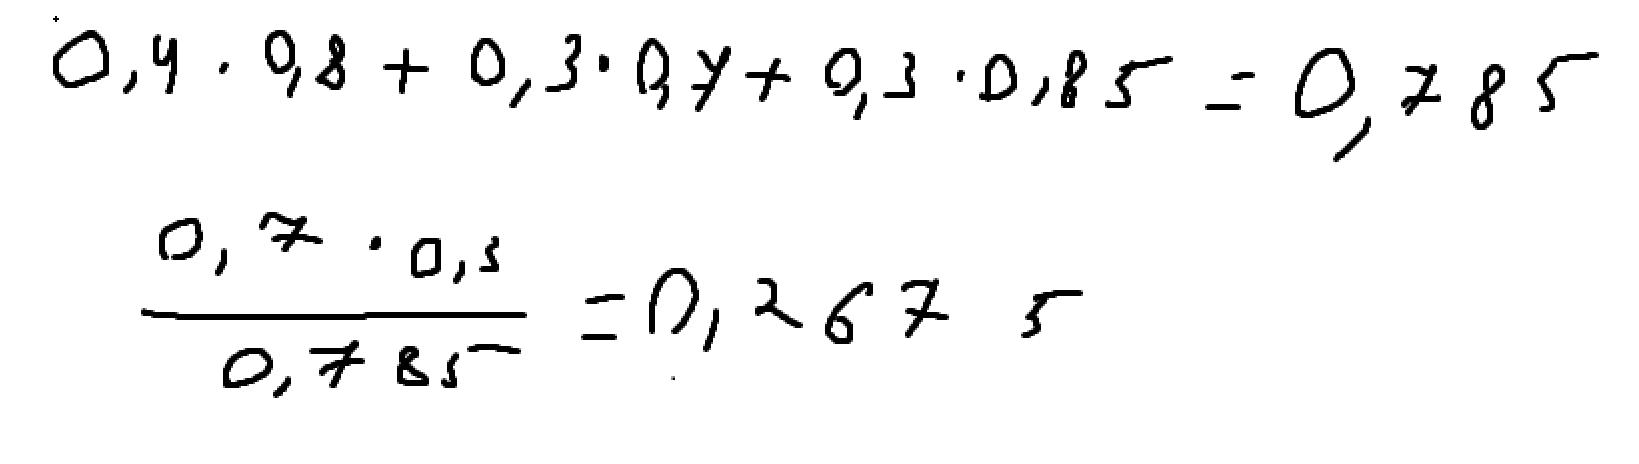 0,4 · 0,8 + 0,3 · 0,7 + 0,3 · 0,85 = 0,785
0,7 · 0,3 / 0,785 = 0,2675